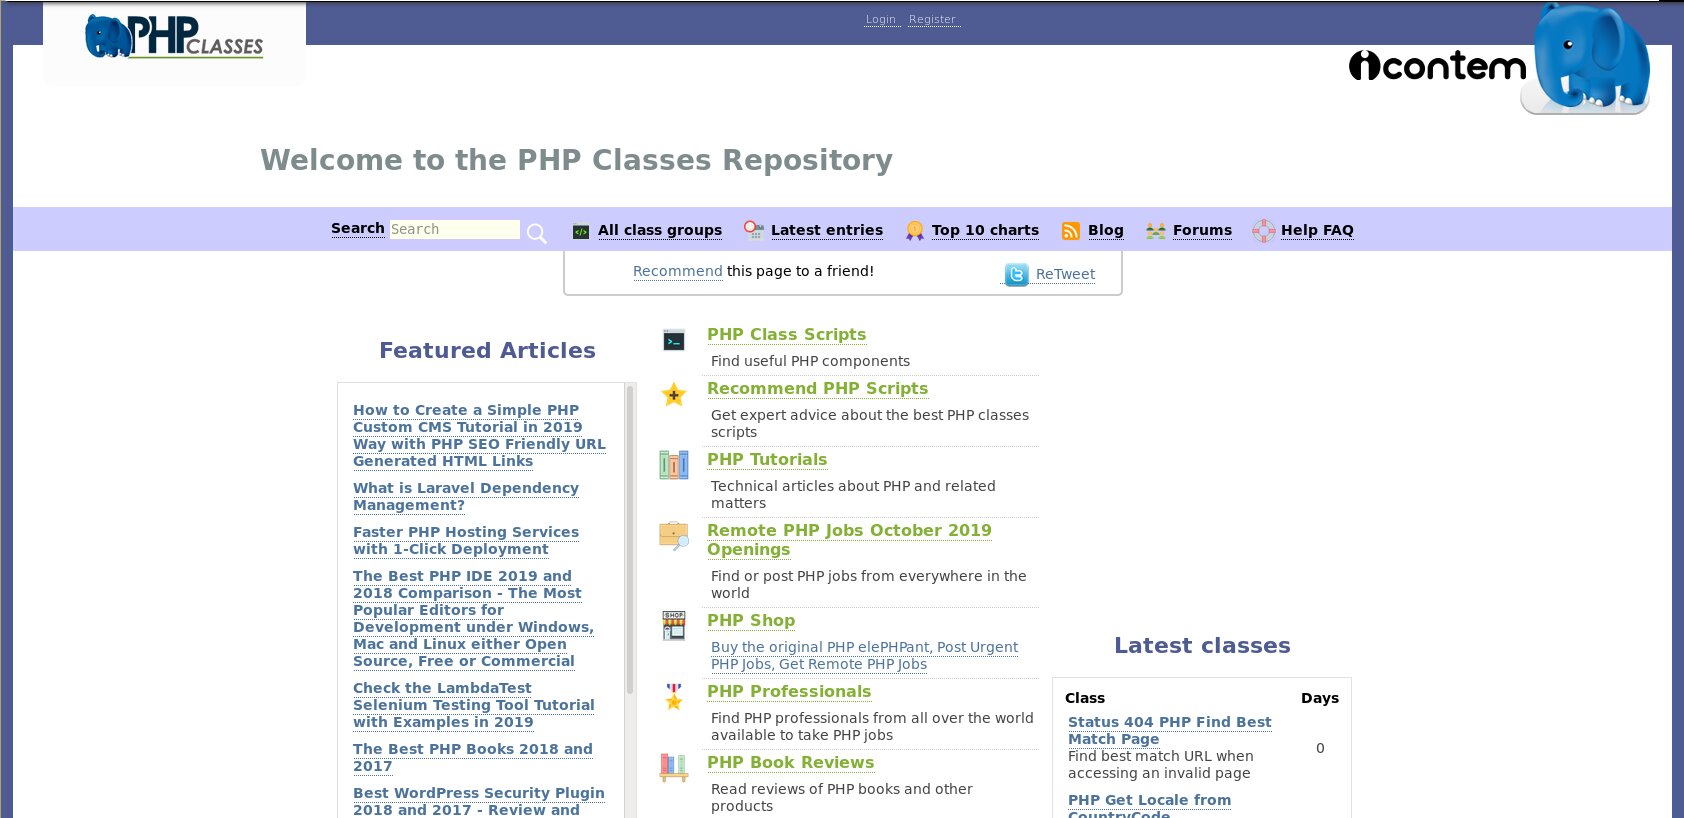 PHP CLASSES
Login Register
icontem
Welcome to the PHP Classes Repository
Search Search All class groups Latest entries Top 10 charts Blog Forums Help FAQ
Recommend this page to a friend! ReTweet
Featured Articles
How to Create a Simple PHP
Custom CMS Tutorial in 2019
Way with PHP SEO Friendly URL
Generated HTML Links
What is Laravel Dependency
Management?
Faster PHP Hosting Services
with 1-Click Deployment
The Best PHP IDE 2019 and
2018 Comparison - The Most
Popular Editors for
Development under Windows,
Mac and Linux either Open
Source, Free or Commercial
Check the LambdaTest
Selenium Testing Tool Tutorial
with Examples in 2019
The Best PHP Books 2018 and
2017
Best WordPress Security Plugin
2018 and 2017 - Review and
PHP Class Scripts
Find useful PHP components
Recommend PHP Scripts
Get expert advice about the best PHP classes
scripts
PHP Tutorials
Technical articles about PHP and related
matters
Remote PHP Jobs October 2019
Openings
Find or post PHP jobs from everywhere in the
world
SHOP
PHP Shop
Buy the original PHP elePHPant, Post Urgent
PHP Jobs, Get Remote PHP Jobs
PHP Professionals
Find PHP professionals from all over the world
available to take PHP jobs
PHP Book Reviews
Read reviews of PHP books and other
products
Latest classes
Class Days
Status 404 PHP Find Best
Match Page
Find best match URL when
accessing an invalid page
0
PHP Get Locale from
CountryCode